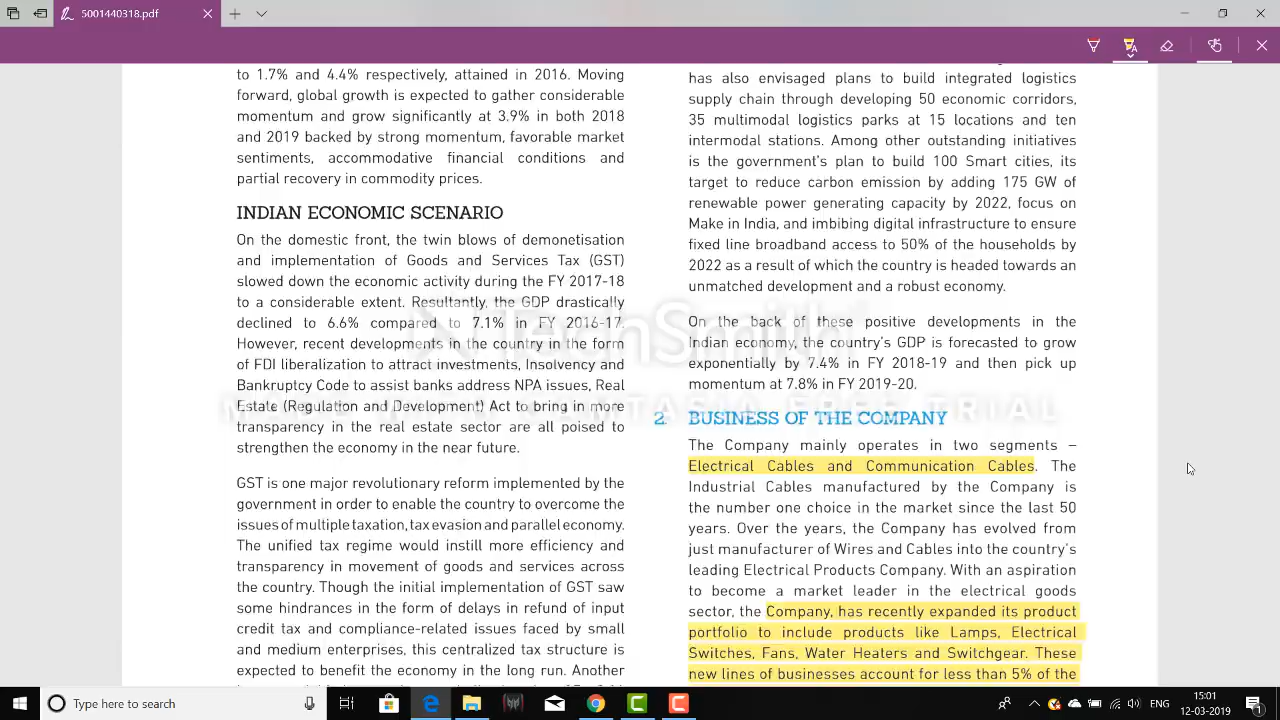 5001440318.pdf
to 1.7% and 4.4% respectively, attained in 2016. Moving
forward, global growth is expected to gather considerable
momentum and grow significantly at 3.9% in both 2018
and 2019 backed by strong momentum, favorable market
sentiments, accommodative financial conditions and
partial recovery in commodity prices.
INDIAN ECONOMIC SCENARIO
On the domestic front, the twin blows of demonetisation
and implementation of Goods and Services Tax (GST)
slowed down the economic activity during the FY 2017-18
to a considerable extent. Resultantly, the GDP drastically
declined to 6.6% compared to 7.1% in FY 2016-17.
However, recent developments in the country in the form
of FDI liberalization to attract investments, Insolvency and
Bankruptcy Code to assist banks address NPA issues, Real
Estate (Regulation and Development) Act to bring in more
transparency in the real estate sector are all poised to
strengthen the economy in the near future.
GST is one major revolutionary reform implemented by the
government in order to enable the country to overcome the
issues of multiple taxation, tax evasion and parallel economy.
The unified tax regime would instill more efficiency and
transparency in movement of goods and services across
the country. Though the initial implementation of GST saw
some hindrances in the form of delays in refund of input
credit tax and compliance-related issues faced by small
and medium enterprises, this centralized tax structure is
expected to benefit the economy in the long run. Another
has also envisaged plans to build integrated logistics
supply chain through developing 50 economic corridors,
35 multimodal logistics parks at 15 locations and ten
intermodal stations. Among other outstanding initiatives
is the government's plan to build 100 Smart cities, its
target to reduce carbon emission by adding 175 GW of
renewable power generating capacity by 2022, focus on
Make in India, and imbibing digital infrastructure to ensure
fixed line broadband access to 50% of the households by
2022 as a result of which the country is headed towards an
unmatched development and a robust economy.
On the back of these positive developments in the
Indian economy, the country's GDP is forecasted to grow
exponentially by 7.4% in FY 2018-19 and then pick up
momentum at 7.8% in FY 2019-20.
2. BUSINESS OF THE COMPANY
The Company mainly operates in two segments –
Electrical Cables and Communication Cables. The
Industrial Cables manufactured by the Company is
the number one choice in the market since the last 50
years. Over the years, the Company has evolved from
just manufacturer of Wires and Cables into the country's
leading Electrical Products Company. With an aspiration
to become a market leader in the electrical goods
sector, the Company, has recently expanded its product
portfolio to include products like Lamps, Electrical
Switches, Fans, Water Heaters and Switchgear. These
new lines of businesses account for less than 5% of the
TechSmith
MADE WITH CAMTASIA FREE TRIAL
Type here to search
ENG
15:01
12-03-2019
1